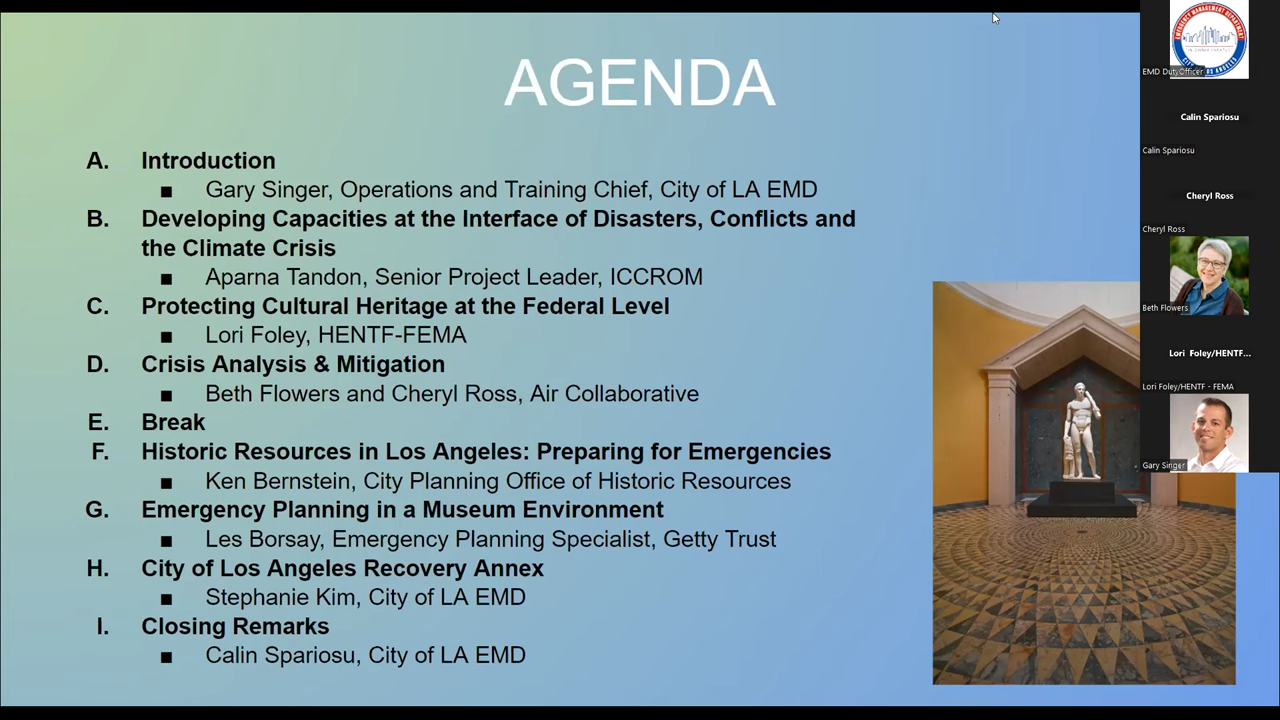 AGENDA
A. Introduction
■ Gary Singer, Operations and Training Chief, City of LA EMD
B. Developing Capacities at the Interface of Disasters, Conflicts and
the Climate Crisis
■ Aparna Tandon, Senior Project Leader, ICCROM
C. Protecting Cultural Heritage at the Federal Level
■ Lori Foley, HENTF-FEMA
D. Crisis Analysis & Mitigation
■ Beth Flowers and Cheryl Ross, Air Collaborative
E. Break
F. Historic Resources in Los Angeles: Preparing for Emergencies
■ Ken Bernstein, City Planning Office of Historic Resources
G. Emergency Planning in a Museum Environment
■ Les Borsay, Emergency Planning Specialist, Getty Trust
H. City of Los Angeles Recovery Annex
■ Stephanie Kim, City of LA EMD
I. Closing Remarks
■ Calin Spariosu, City of LA EMD
EMERGENCY MANAGEMENT DEPARTMENT
EMD DutyOfficer
Calin Spariosu
Calin Spariosu
Cheryl Ross
Cheryl Ross
Beth Flowers
Lori Foley/HENTF...
Lori Foley/HENTF - FEMA
Gary Singer